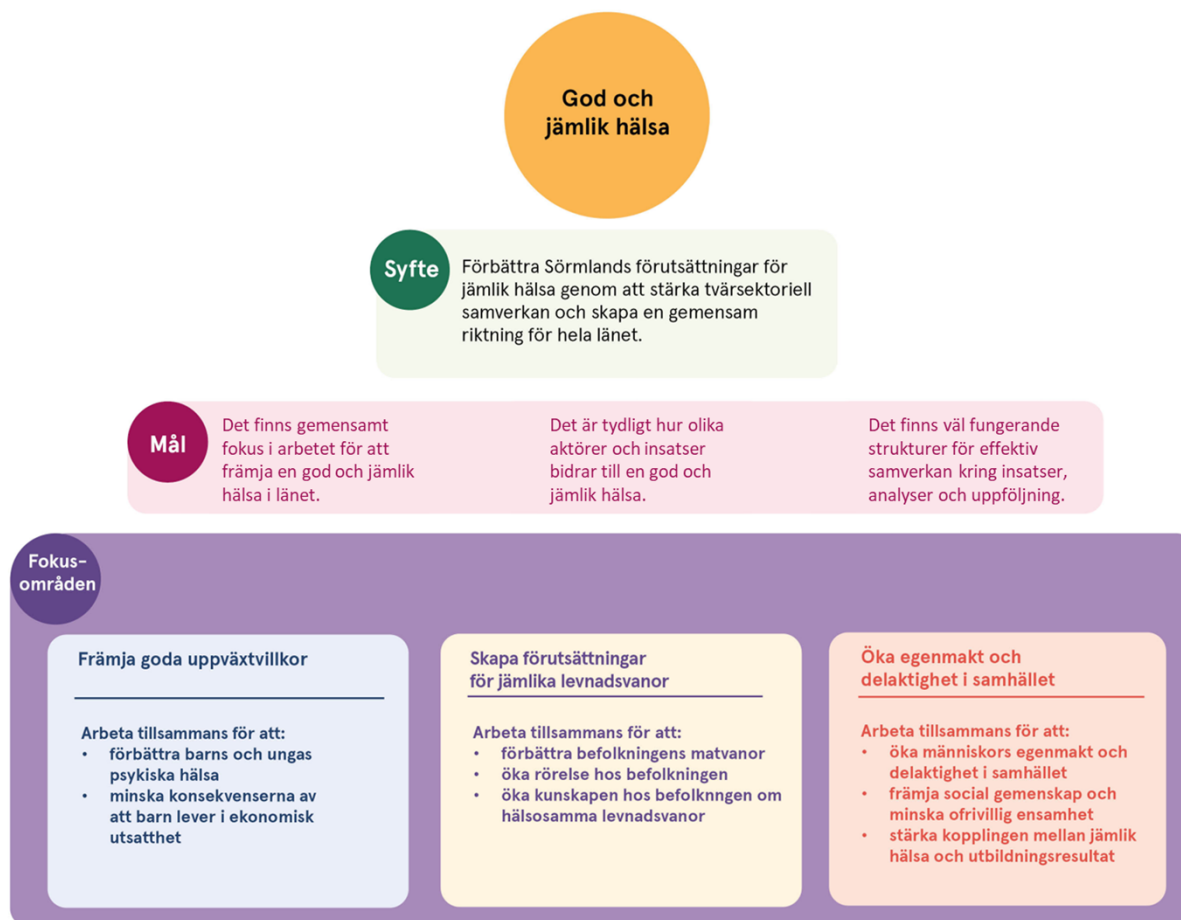 God och
jämlik hälsa
Syfte
Förbättra Sörmlands förutsättningar för
jämlik hälsa genom att stärka tvärsektoriell
samverkan och skapa en gemensam
riktning för hela länet.
Mål
Det finns gemensamt
fokus i arbetet för att
främja en god och jämlik
hälsa i länet.
Det är tydligt hur olika
aktörer och insatser
bidrar till en god och
jämlik hälsa.
Det finns väl fungerande
strukturer för effektiv
samverkan kring insatser,
analyser och uppföljning.
Fokus-
områden
Främja goda uppväxtvillkor
Arbeta tillsammans för att:
• förbättra barns och ungas
psykiska hälsa
• minska konsekvenserna av
att barn lever i ekonomisk
utsatthet
Skapa förutsättningar
för jämlika levnadsvanor
Arbeta tillsammans för att:
• förbättra befolkningens matvanor
• öka rörelse hos befolkningen
• öka kunskapen hos befolknngen om
hälsosamma levnadsvanor
Öka egenmakt och
delaktighet i samhället
Arbeta tillsammans för att:
• öka människors egenmakt och
delaktighet i samhället
• främja social gemenskap och
minska ofrivillig ensamhet
• stärka kopplingen mellan jämlik
hälsa och utbildningsresultat